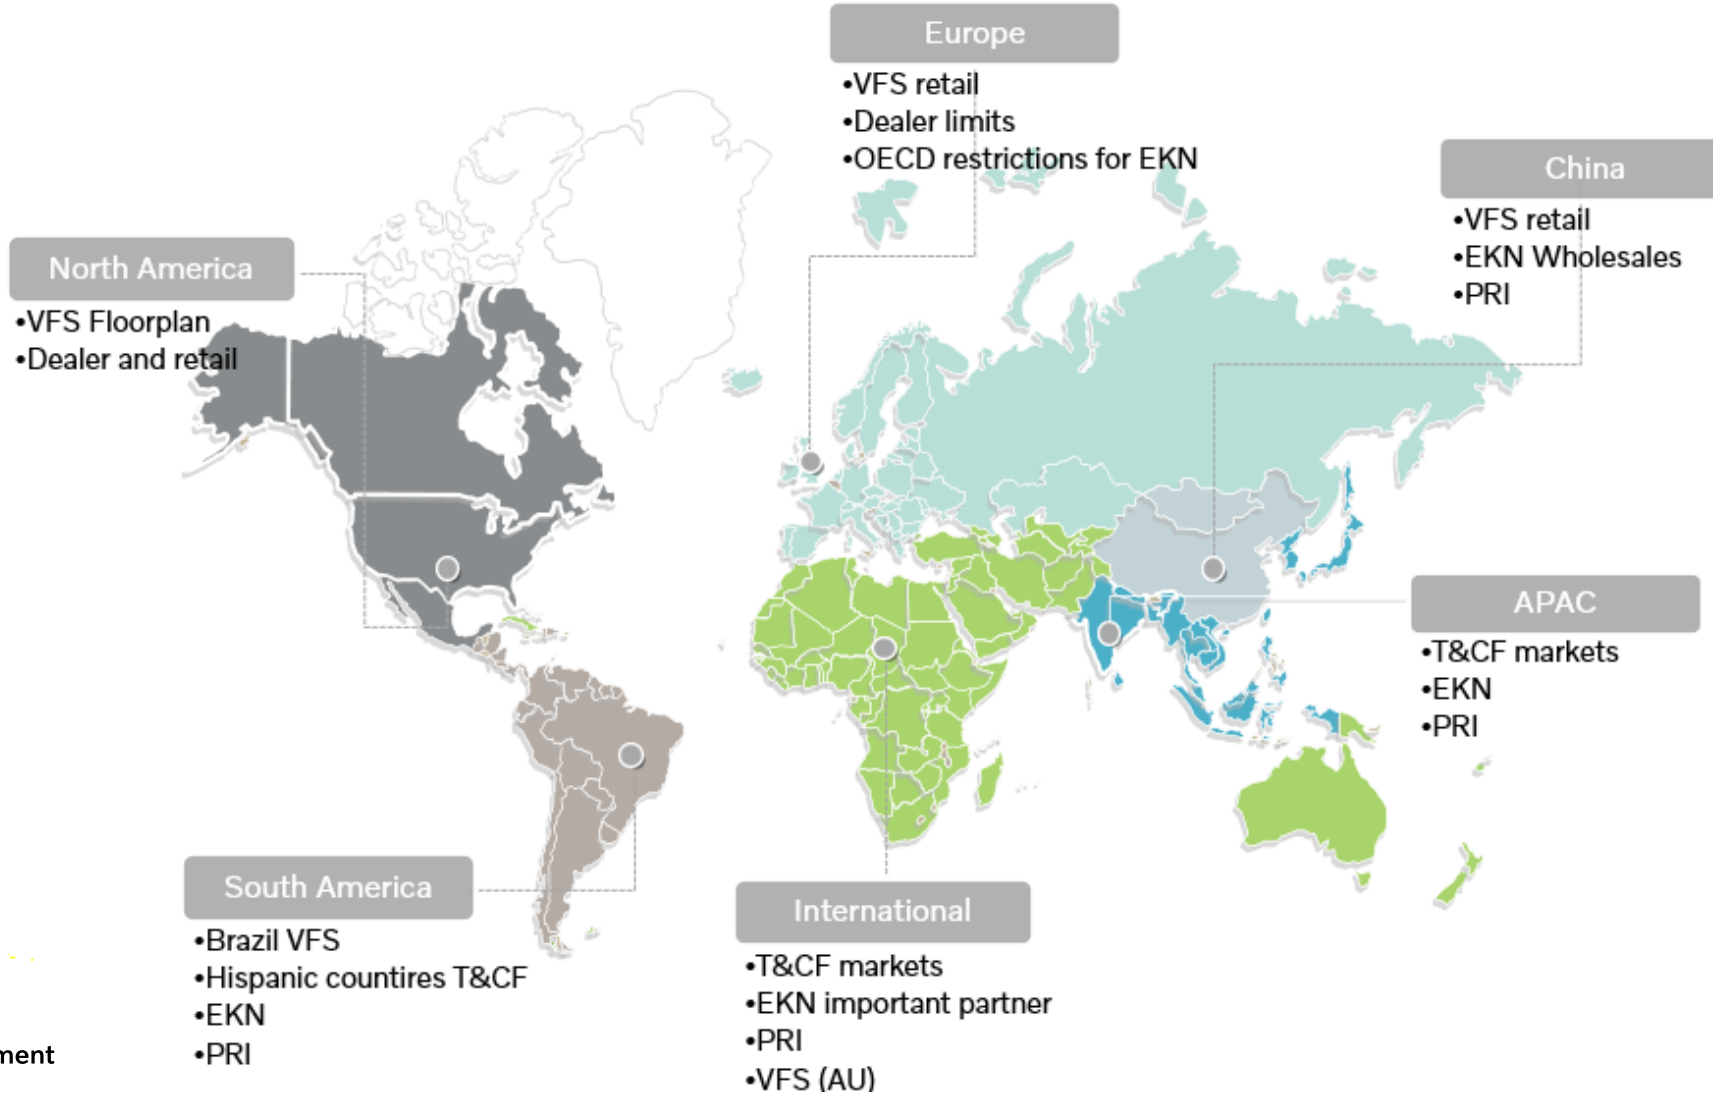 Europe
•VFS retail
•Dealer limits
•OECD restrictions for EKN
China
•VFS retail
•EKN Wholesales
•PRI
North America
•VFS Floorplan
•Dealer and retail
APAC
•T&CF markets
•EKN
•PRI
South America
•Brazil VFS
•Hispanic countires T&CF
•EKN
•PRI
International
•T&CF markets
•EKN important partner
•PRI
•VFS (AU)
ment